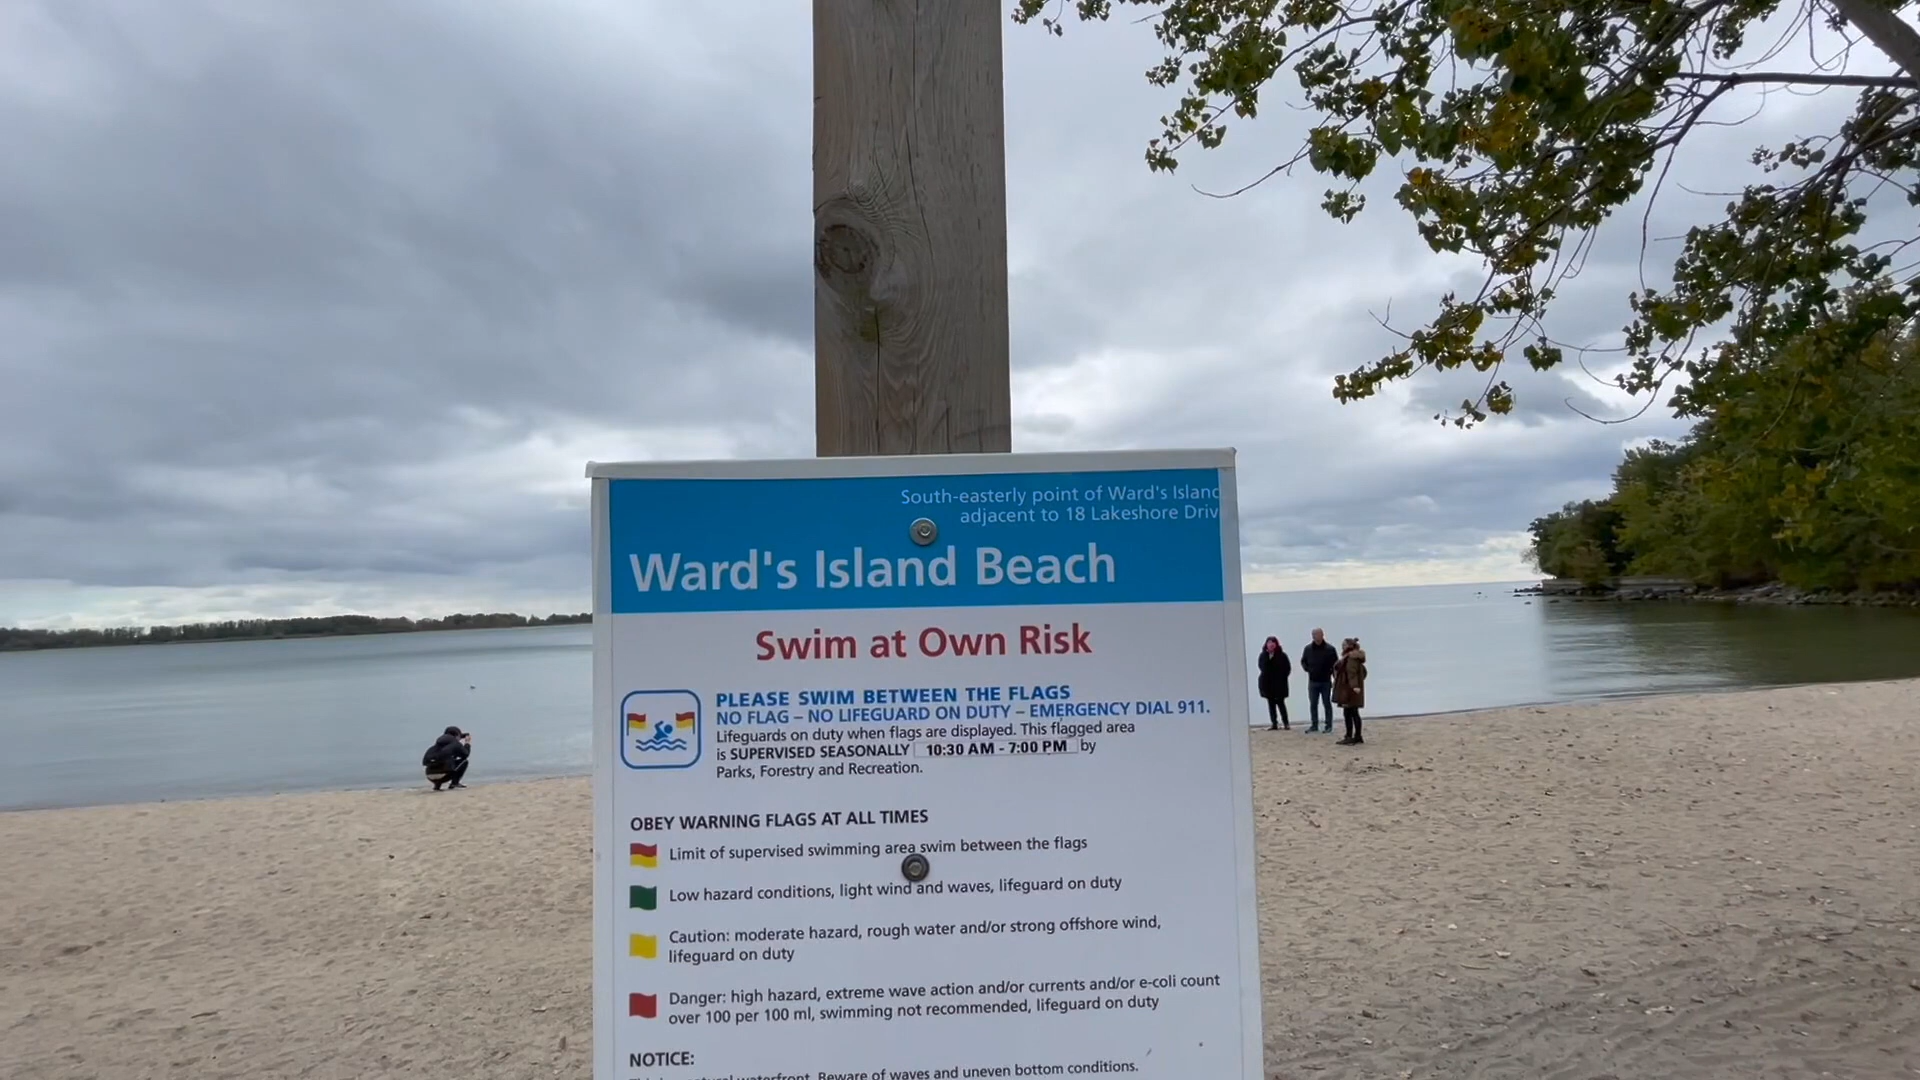 South-easterly point of Ward's Island
adjacent to 18 Lakeshore Driv
Ward's Island Beach
Swim at Own Risk
PLEASE SWIM BETWEEN THE FLAGS
NO FLAG – NO LIFEGUARD ON DUTY – EMERGENCY DIAL 911.
Lifeguards on duty when flags are displayed. This flagged area
is SUPERVISED SEASONALLY 10:30 AM - 7:00 PM by
Parks, Forestry and Recreation.
OBEY WARNING FLAGS AT ALL TIMES
Limit of supervised swimming area swim between the flags
Low hazard conditions, light wind and waves, lifeguard on duty
Caution: moderate hazard, rough water and/or strong offshore wind,
lifeguard on duty
Danger: high hazard, extreme wave action and/or currents and/or e-coli count
over 100 per 100 ml, swimming not recommended, lifeguard on duty
NOTICE:
waterfront. Beware of waves and uneven bottom conditions.